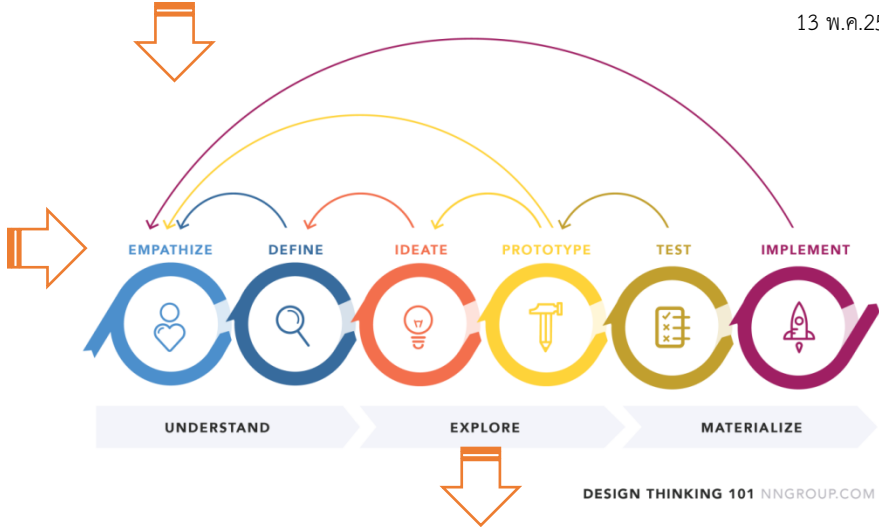 13 พ.ค.25
EMPATHIZE DEFINE IDEATE PROTOTYPE TEST IMPLEMENT
UNDERSTAND EXPLORE MATERIALIZE
DESIGN THINKING 101 NNGROUP.COM